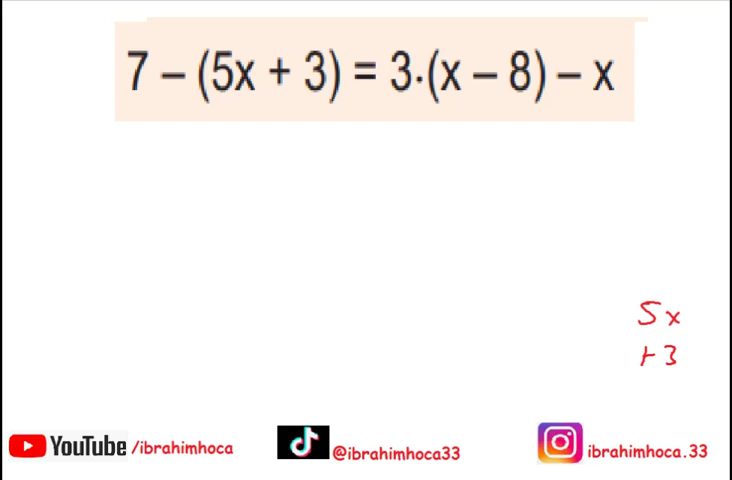 7 – (5x + 3) = 3·(x – 8) – x
5x
+3
YouTube /ibrahimhoca
@ibrahimhoca33
ibrahimhoca.33